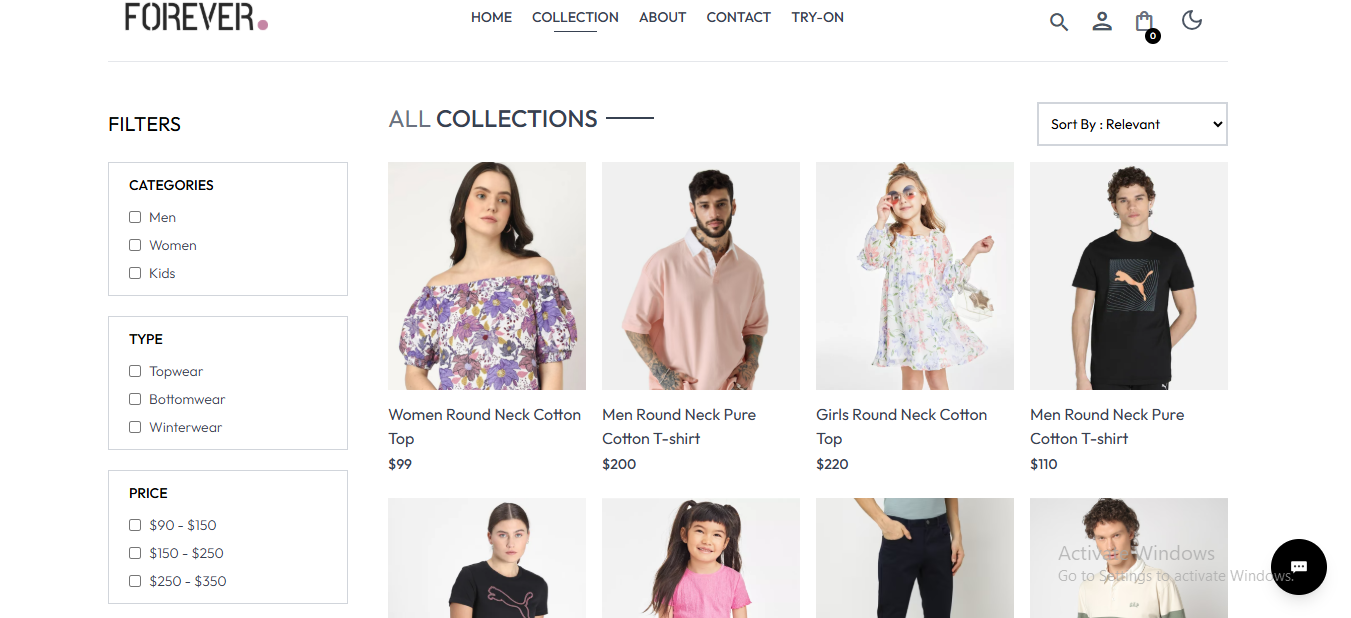 FOREVER.
HOME COLLECTION ABOUT CONTACT TRY-ON
0
FILTERS
CATEGORIES
Men
Women
Kids
TYPE
Topwear
Bottomwear
Winterwear
PRICE
$90 - $150
$150 - $250
$250 - $350
ALL COLLECTIONS
Sort By : Relevant
Women Round Neck Cotton
Top
$99
Men Round Neck Pure
Cotton T-shirt
$200
Girls Round Neck Cotton
Top
$220
Men Round Neck Pure
Cotton T-shirt
$110
Activate Windows
Go to Settings to activate Windows.